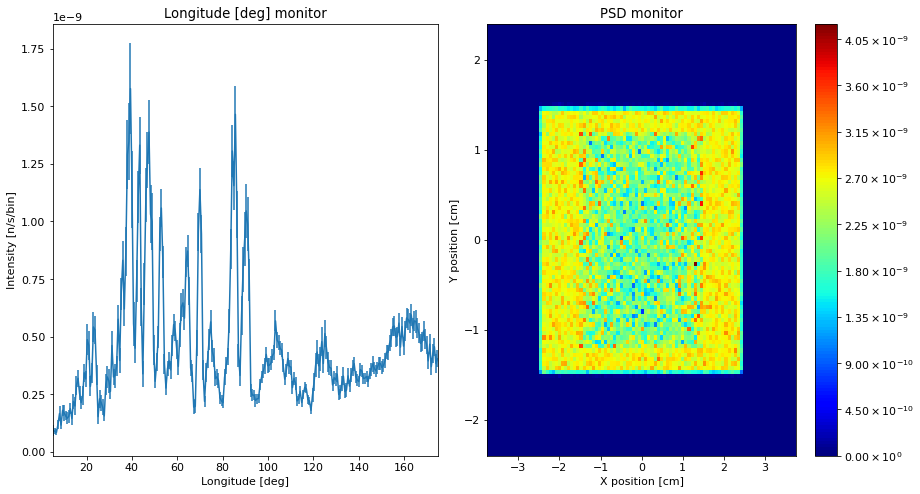 Longitude [deg] monitor
1e−9
1.75
1.50
1.25
1.00
0.75
0.50
0.25
0.00
Intensity [n/s/bin]
20 40 60 80 100 120 140 160
Longitude [deg]
PSD monitor
2
1
0
−1
−2
Y position [cm]
−3 −2 −1 0 1 2 3
X position [cm]
4.05 × 10⁻⁹
3.60 × 10⁻⁹
3.15 × 10⁻⁹
2.70 × 10⁻⁹
2.25 × 10⁻⁹
1.80 × 10⁻⁹
1.35 × 10⁻⁹
9.00 × 10⁻¹⁰
4.50 × 10⁻¹⁰
0.00 × 10⁰